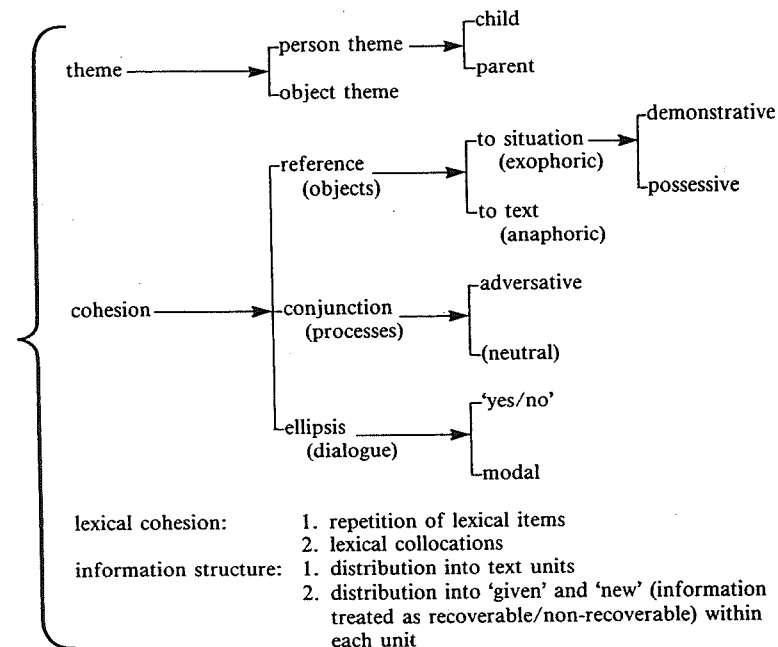 theme
person theme
child
parent
object theme
cohesion
reference
(objects)
to situation
(exophoric)
demonstrative
possessive
to text
(anaphoric)
conjunction
(processes)
adversative
(neutral)
ellipsis
(dialogue)
‘yes/no’
modal
lexical cohesion: 1. repetition of lexical items
2. lexical collocations
information structure: 1. distribution into text units
2. distribution into ‘given’ and ‘new’ (information
treated as recoverable/non-recoverable) within
each unit